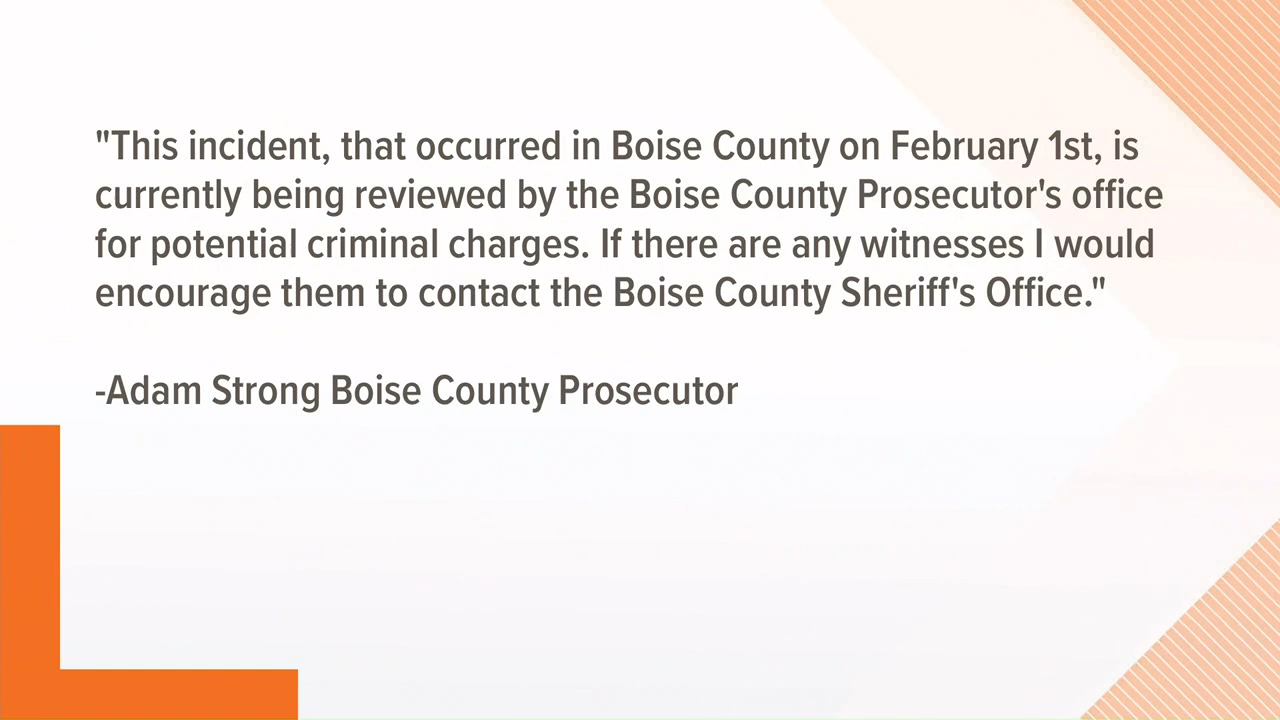 "This incident, that occurred in Boise County on February 1st, is
currently being reviewed by the Boise County Prosecutor's office
for potential criminal charges. If there are any witnesses I would
encourage them to contact the Boise County Sheriff's Office."
-Adam Strong Boise County Prosecutor